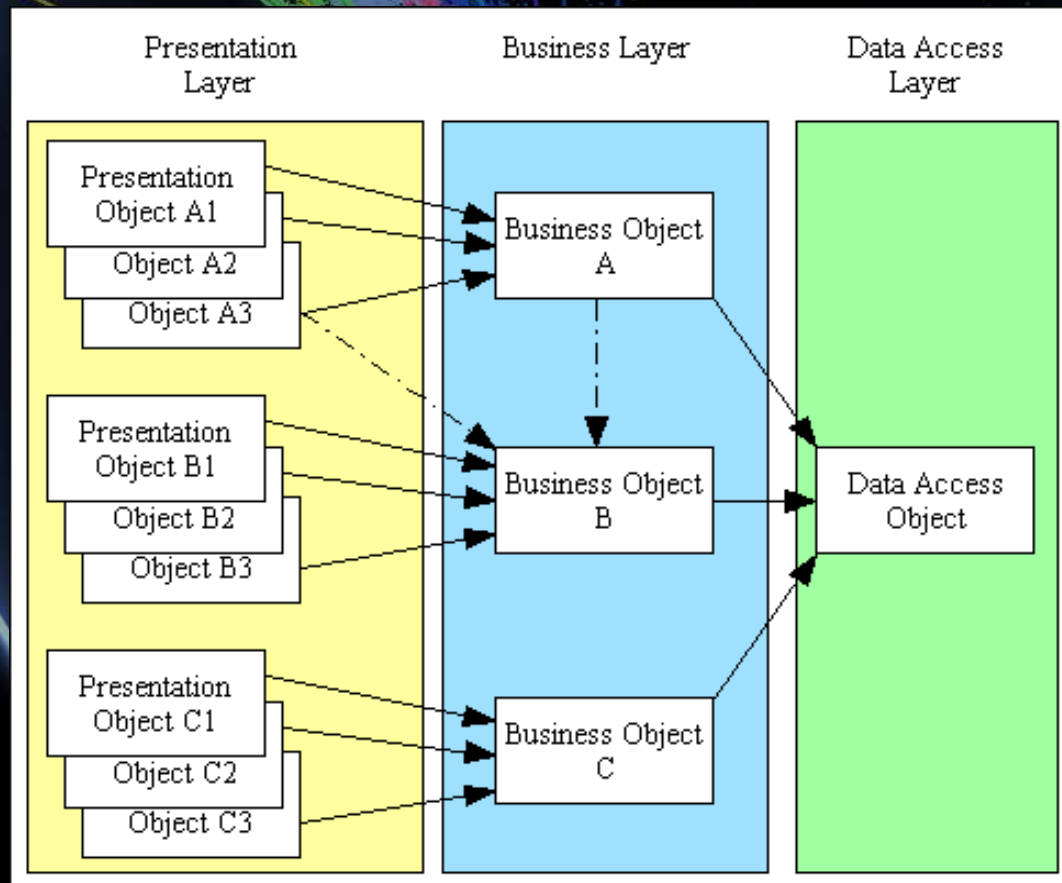 Presentation
Layer
Business Layer
Data Access
Layer
Presentation
Object A1
Object A2
Object A3
Business Object
A
Presentation
Object B1
Object B2
Object B3
Business Object
B
Data Access
Object
Presentation
Object C1
Object C2
Object C3
Business Object
C